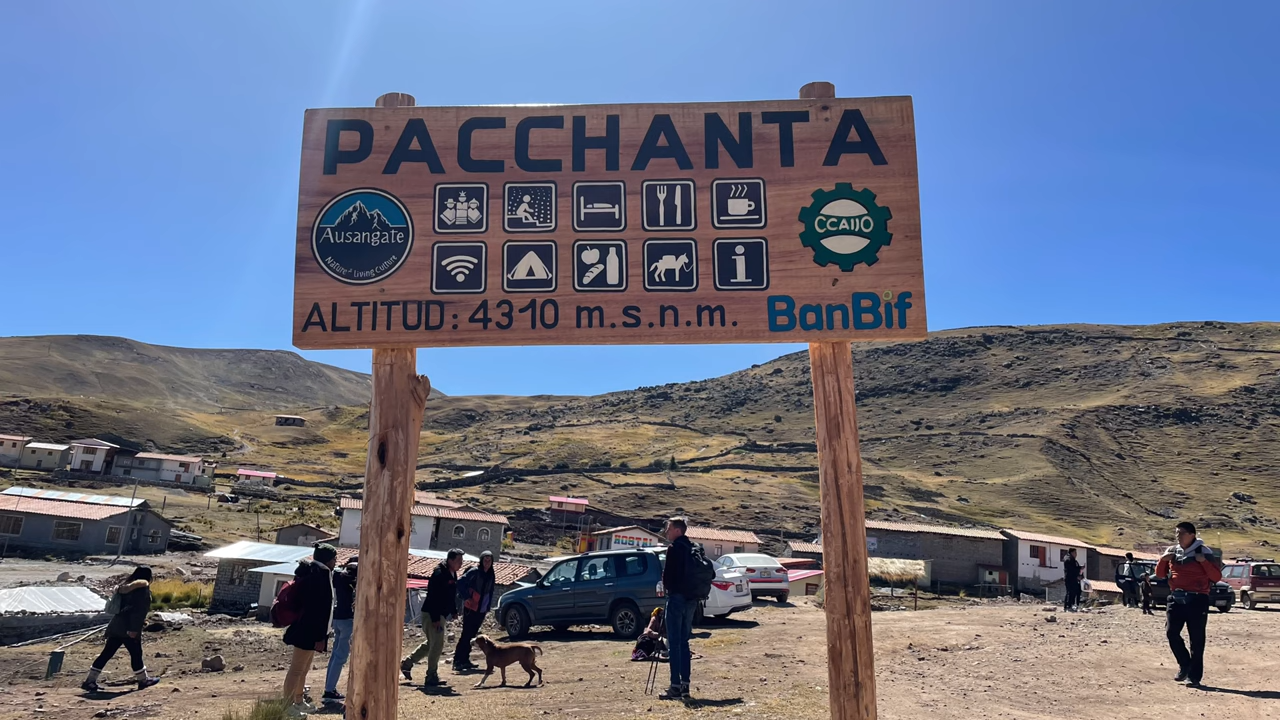 PACCHANTA
Ausangate
Nature & Living Culture
CCAIJO
ALTITUD: 4310 m.s.n.m.
BanBif
HOSTAL